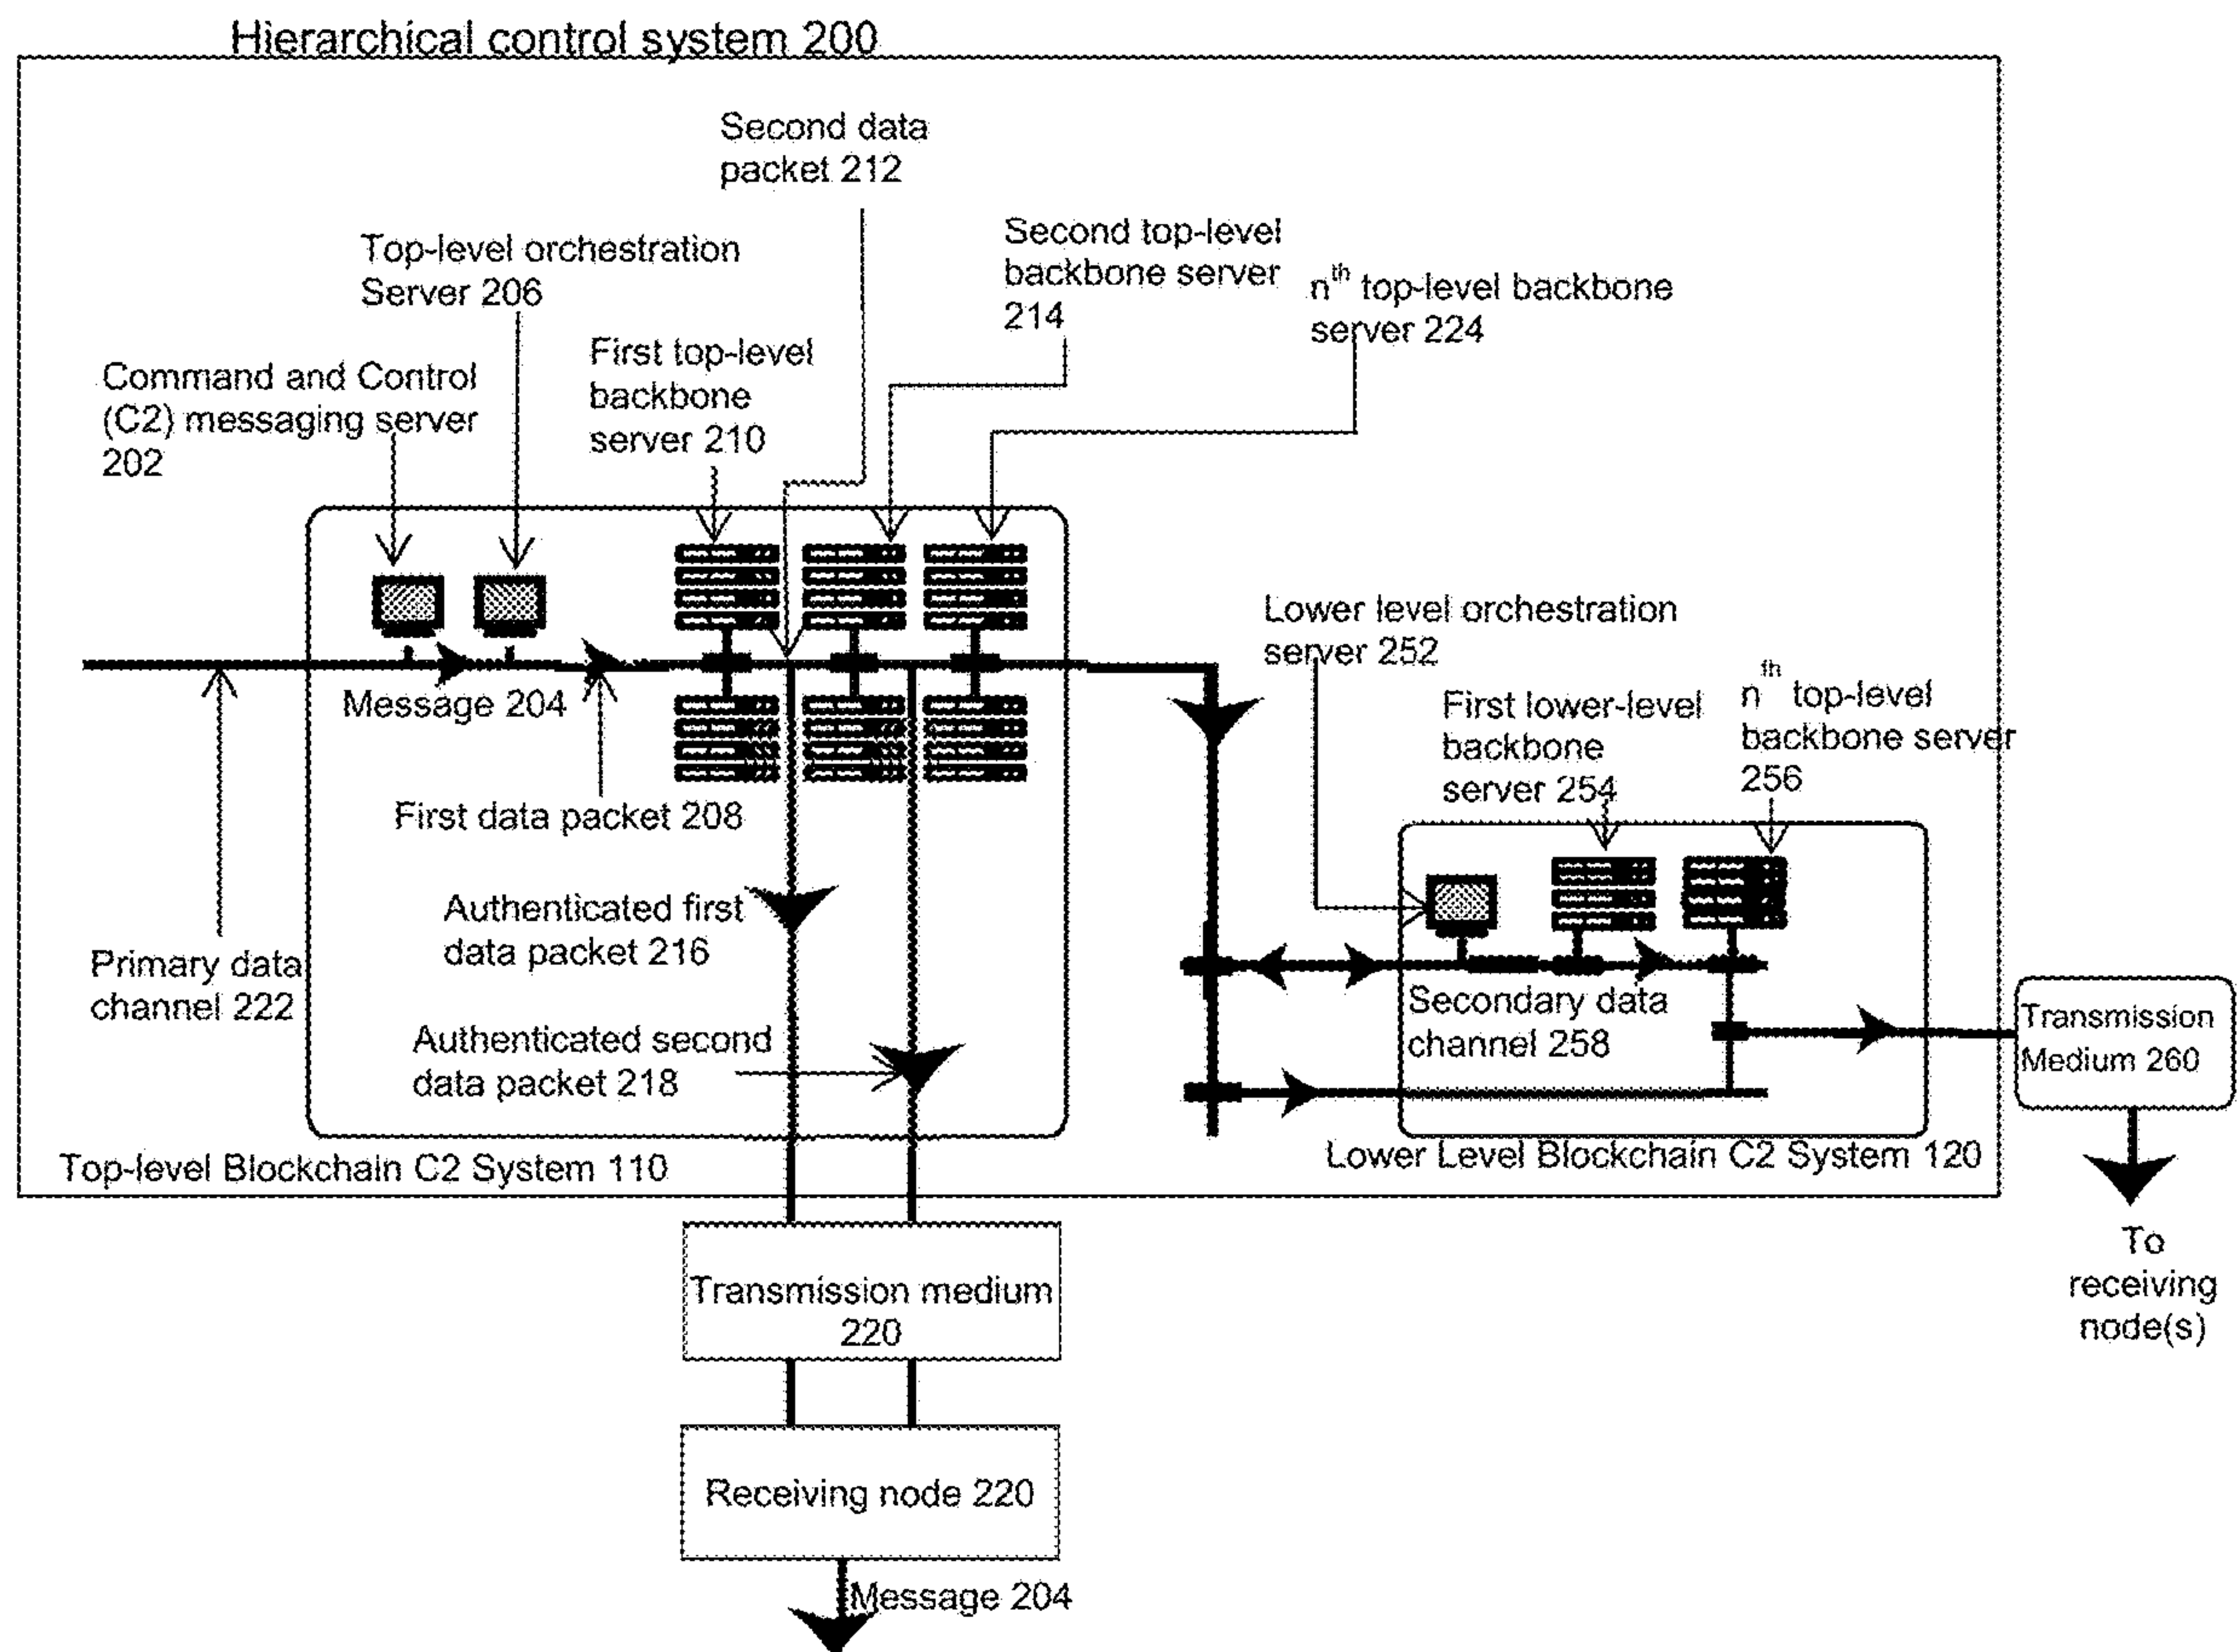 Hierarchical control system 200
Second data
packet 212
Top-level orchestration
Server 206
Second top-level
backbone server
214
nth top-level backbone
server 224
Command and Control
(C2) messaging server
202
First top-level
backbone
server 210
Message 204
First data packet 208
Lower level orchestration
server 252
First lower-level
backbone
server 254
nth top-level
backbone server
256
Primary data
channel 222
Authenticated first
data packet 216
Authenticated second
data packet 218
Secondary data
channel 258
Transmission
Medium 260
Top-level Blockchain C2 System 110
Lower Level Blockchain C2 System 120
To
receiving
node(s)
Transmission medium
220
Receiving node 220
Message 204